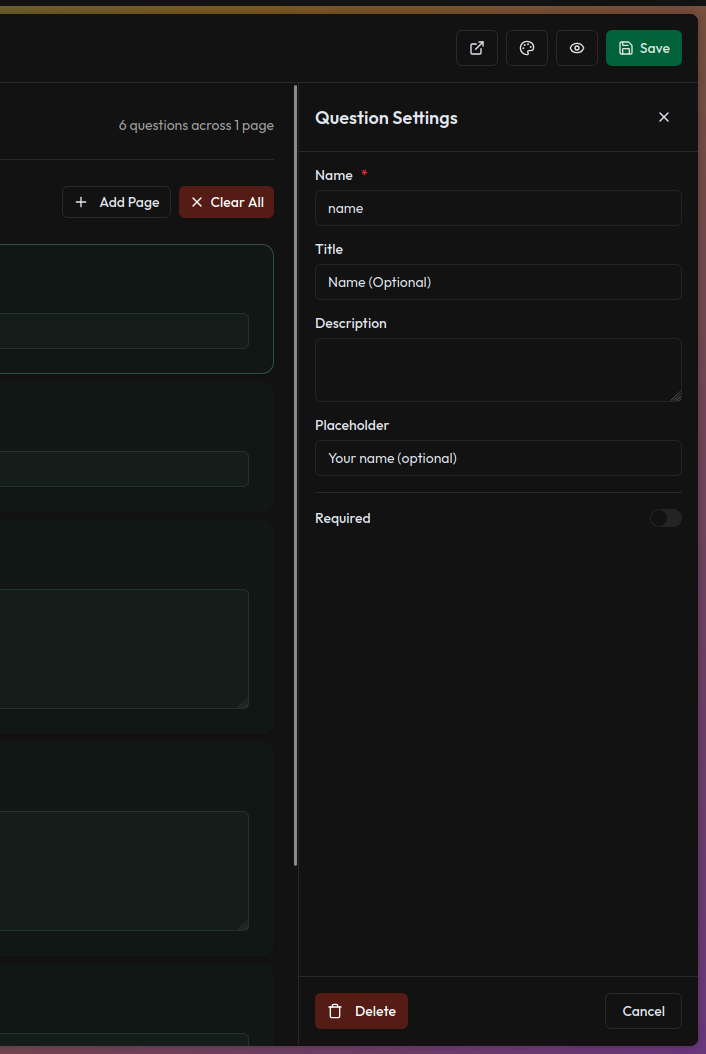 Save
6 questions across 1 page
Add Page
Clear All
Question Settings
Name *
name
Title
Name (Optional)
Description
Placeholder
Your name (optional)
Required
Delete
Cancel